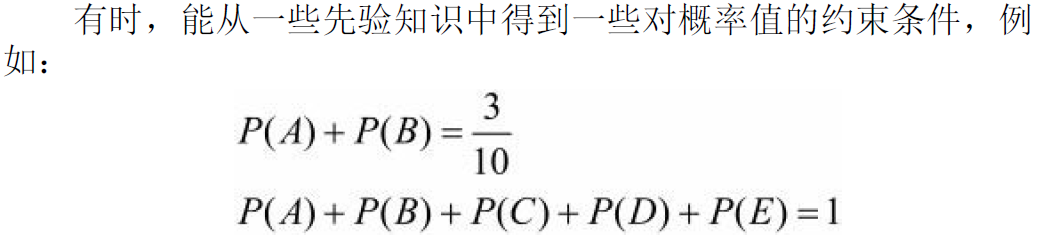 有时，能从一些先验知识中得到一些对概率值的约束条件，例
如：
P(A) + P(B) = 3/10
P(A) + P(B) + P(C) + P(D) + P(E) = 1